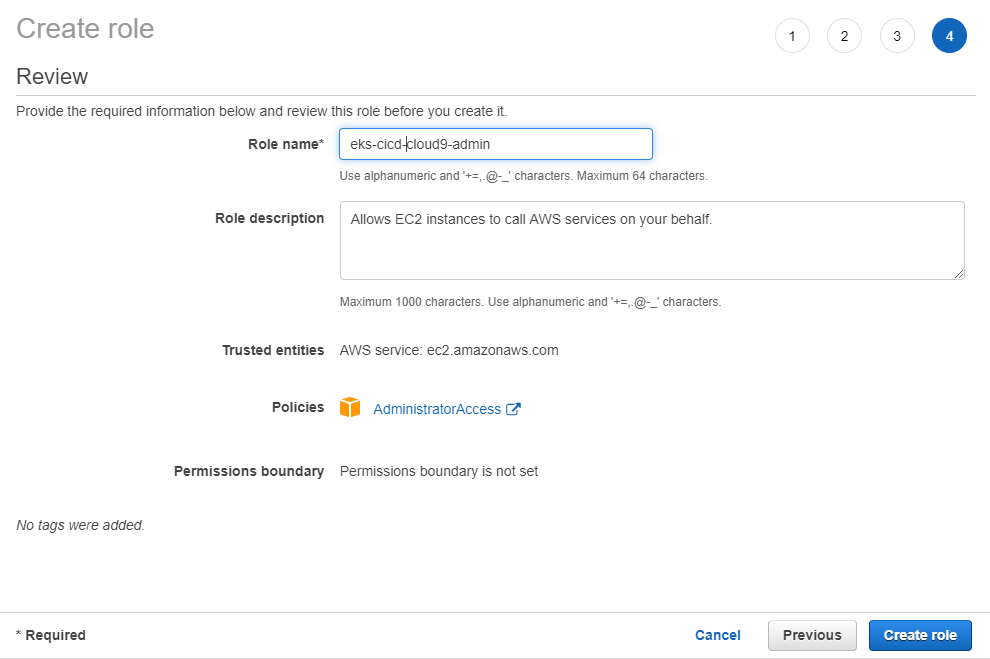 Create role
1 2 3 4
Review
Provide the required information below and review this role before you create it.
Role name* eks-cicd-cloud9-admin
Use alphanumeric and '+=,.@-_' characters. Maximum 64 characters.
Role description Allows EC2 instances to call AWS services on your behalf.
Maximum 1000 characters. Use alphanumeric and '+=,.@-_' characters.
Trusted entities AWS service: ec2.amazonaws.com
Policies AdministratorAccess
Permissions boundary Permissions boundary is not set
No tags were added.
* Required Cancel Previous Create role